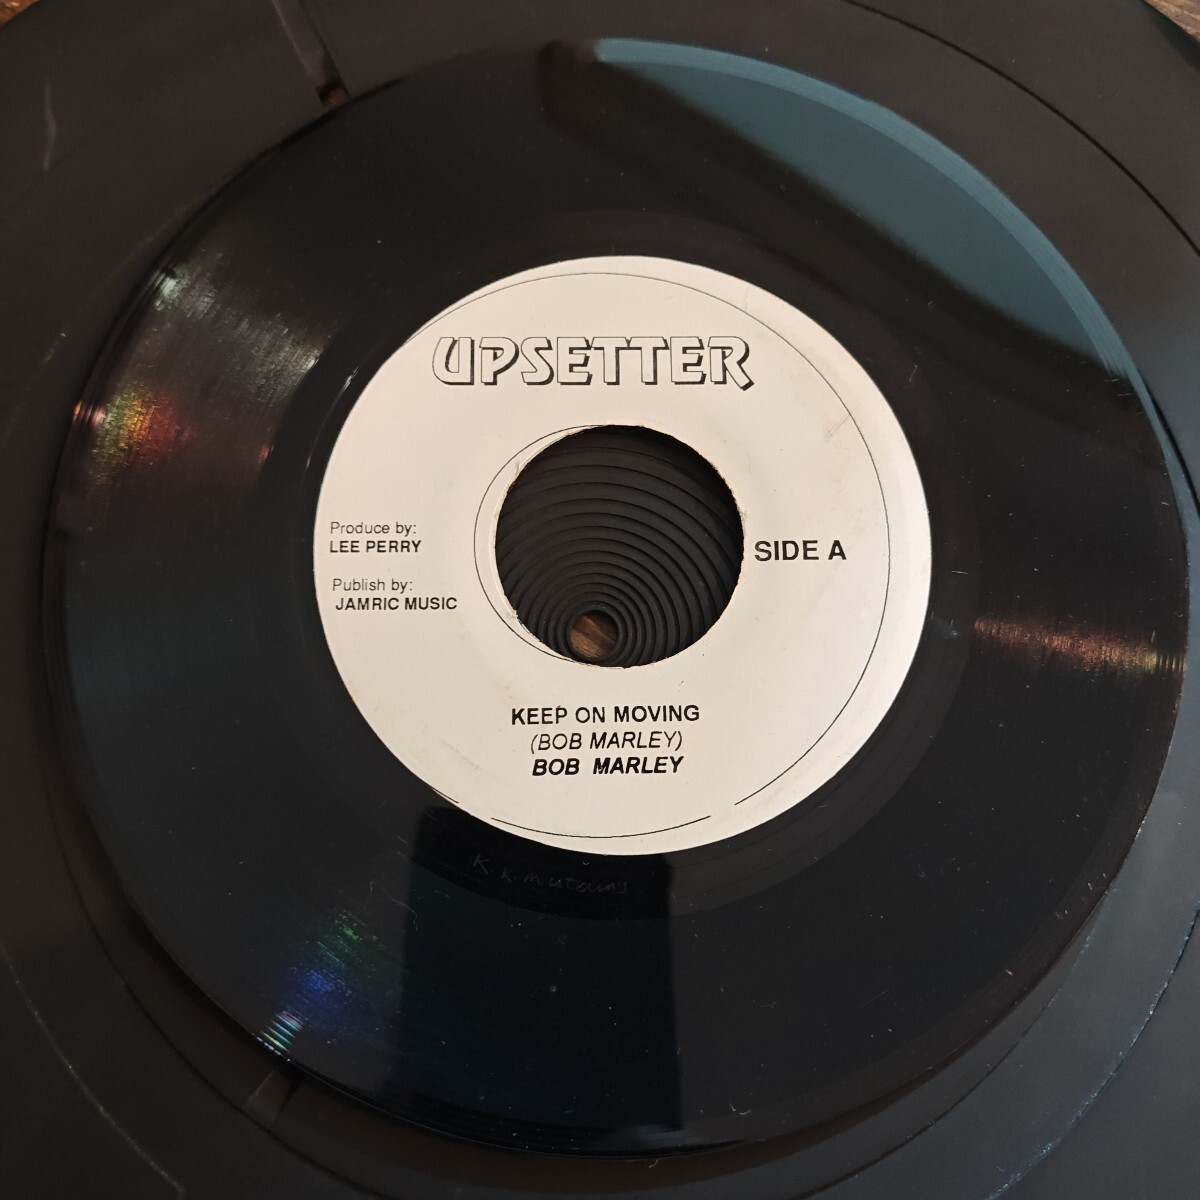 UPSETTER
Produce by:
LEE PERRY
SIDE A
Publish by:
JAMRIC MUSIC
KEEP ON MOVING
(BOB MARLEY)
BOB MARLEY
K K